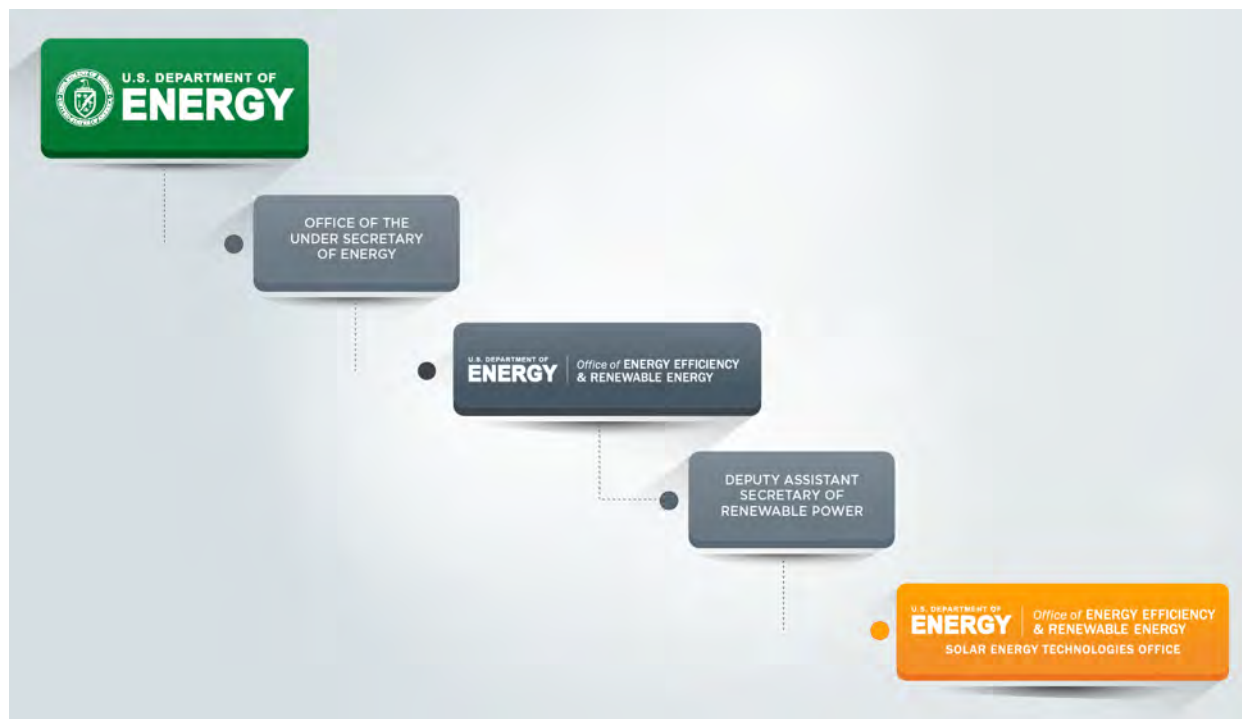 U.S. DEPARTMENT OF
ENERGY
OFFICE OF THE
UNDER SECRETARY
OF ENERGY
U.S. DEPARTMENT OF
ENERGY
Office of ENERGY EFFICIENCY
& RENEWABLE ENERGY
DEPUTY ASSISTANT
SECRETARY OF
RENEWABLE POWER
U.S. DEPARTMENT OF
ENERGY
Office of ENERGY EFFICIENCY
& RENEWABLE ENERGY
SOLAR ENERGY TECHNOLOGIES OFFICE